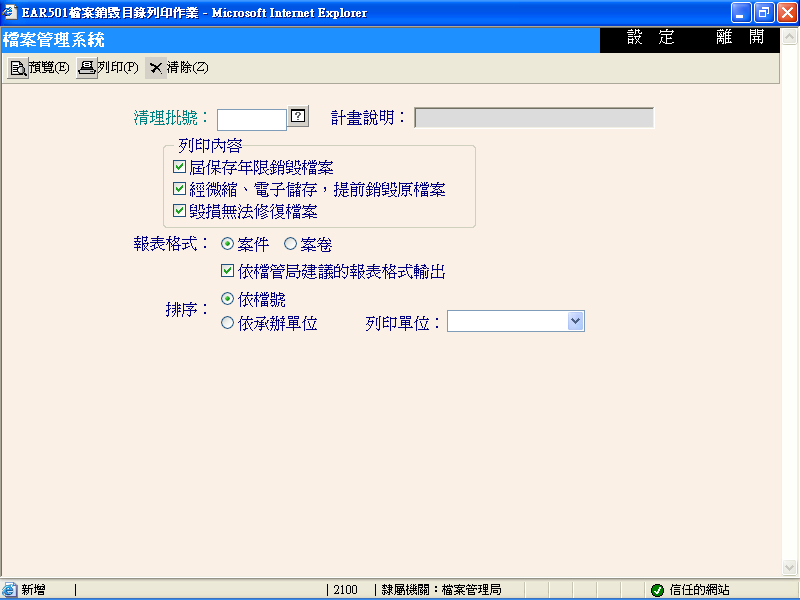 EAR501檔案銷毀目錄列印作業 - Microsoft Internet Explorer
檔案管理系統 設 定 離 開
預覽(E) 列印(P) 清除(Z)
清理批號： ? 計畫說明：
列印內容
屆保存年限銷毀檔案
經微縮、電子儲存，提前銷毀原檔案
毀損無法修復檔案
報表格式： 案件 案卷
依檔管局建議的報表格式輸出
排序： 依檔號
依承辦單位 列印單位：
新增 | | 2100 | 隸屬機關：檔案管理局 信任的網站